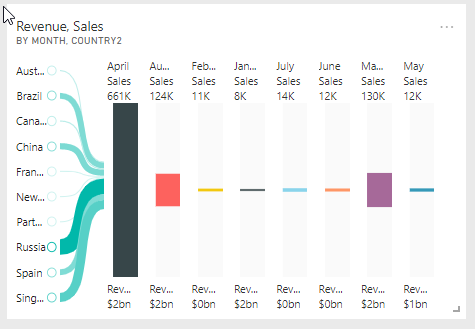 Revenue, Sales
BY MONTH, COUNTRY2
Aust...
Brazil
Cana...
China
Fran...
New...
Part...
Russia
Spain
Sing...
April Au... Feb... Jan... July June Ma... May
Sales Sales Sales Sales Sales Sales Sales Sales
661K 124K 11K 8K 14K 12K 130K 12K
Rev... Rev... Rev... Rev... Rev... Rev... Rev... Rev...
$2bn $2bn $0bn $2bn $0bn $0bn $2bn $1bn